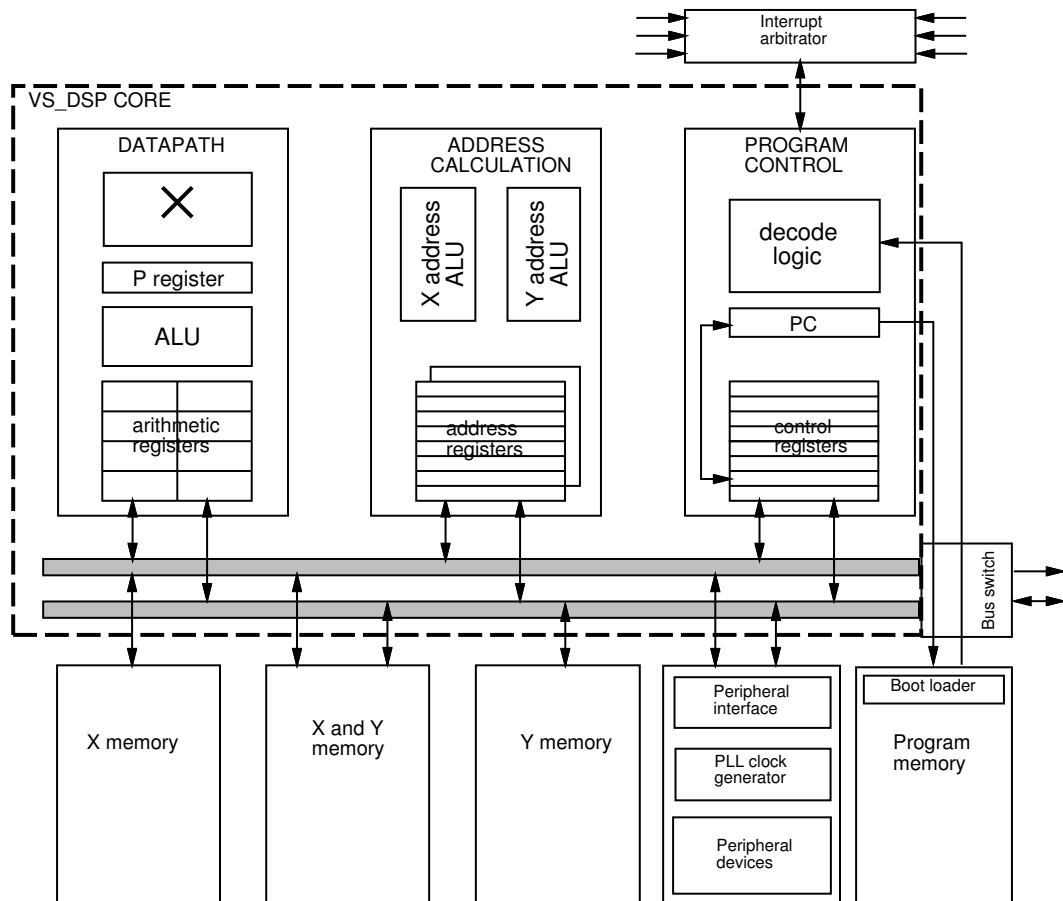 Interrupt
arbitrator
VS_DSP CORE
DATAPATH
P register
ALU
arithmetic
registers
ADDRESS
CALCULATION
X address
ALU
Y address
ALU
address
registers
PROGRAM
CONTROL
decode
logic
PC
control
registers
Bus switch
X memory
X and Y
memory
Y memory
Peripheral
interface
PLL clock
generator
Peripheral
devices
Boot loader
Program
memory